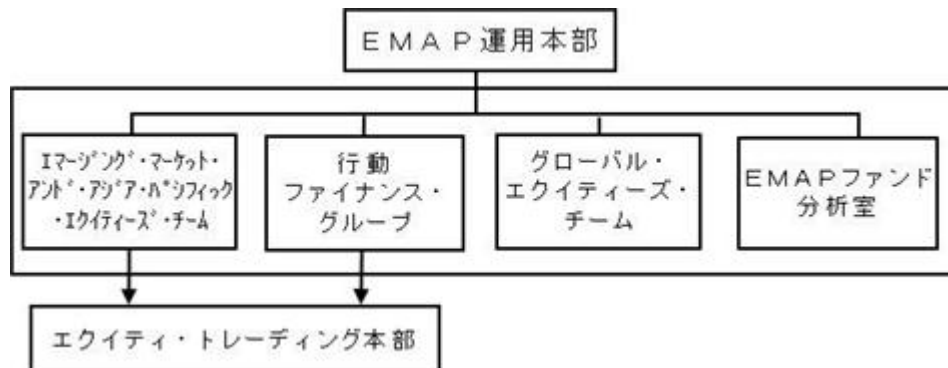 ＥＭＡＰ運用本部
ｴﾏｰｼﾞﾝｸﾞ・ﾏｰｹｯﾄ・
ｱﾝﾄﾞ・ｱｼﾞｱ・ﾊﾟｼﾌｨｯｸ
・ｴｸｲﾃｨｰｽﾞ・ﾁｰﾑ
行動
ファイナンス・
グループ
グローバル・
エクイティーズ・
チーム
ＥＭＡＰファンド
分析室
エクイティ・トレーディング本部